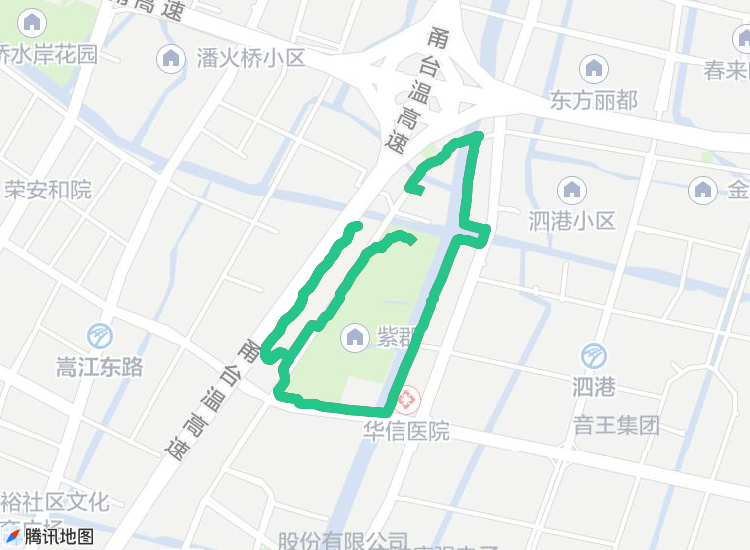 甬高速
潘火桥小区
桥水岸花园
甬台温高速
春来
东方丽都
荣安和院
金
泗港小区
紫郡
嵩江东路
甬台温高速
泗港
音王集团
华信医院
裕社区文化
腾讯地图
股份有限公司